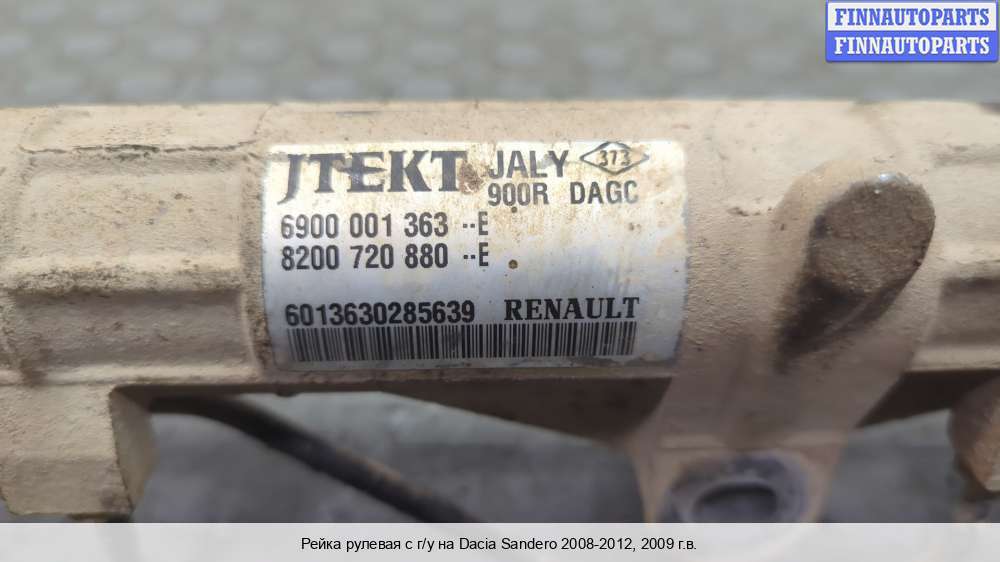 FINNAUTOPARTS
FINNAUTOPARTS
JTEKT JALY 373
900R DAGC
6900 001 363 --E
8200 720 880 --E
6013630285639 RENAULT
Рейка рулевая с г/у на Dacia Sandero 2008-2012, 2009 г.в.